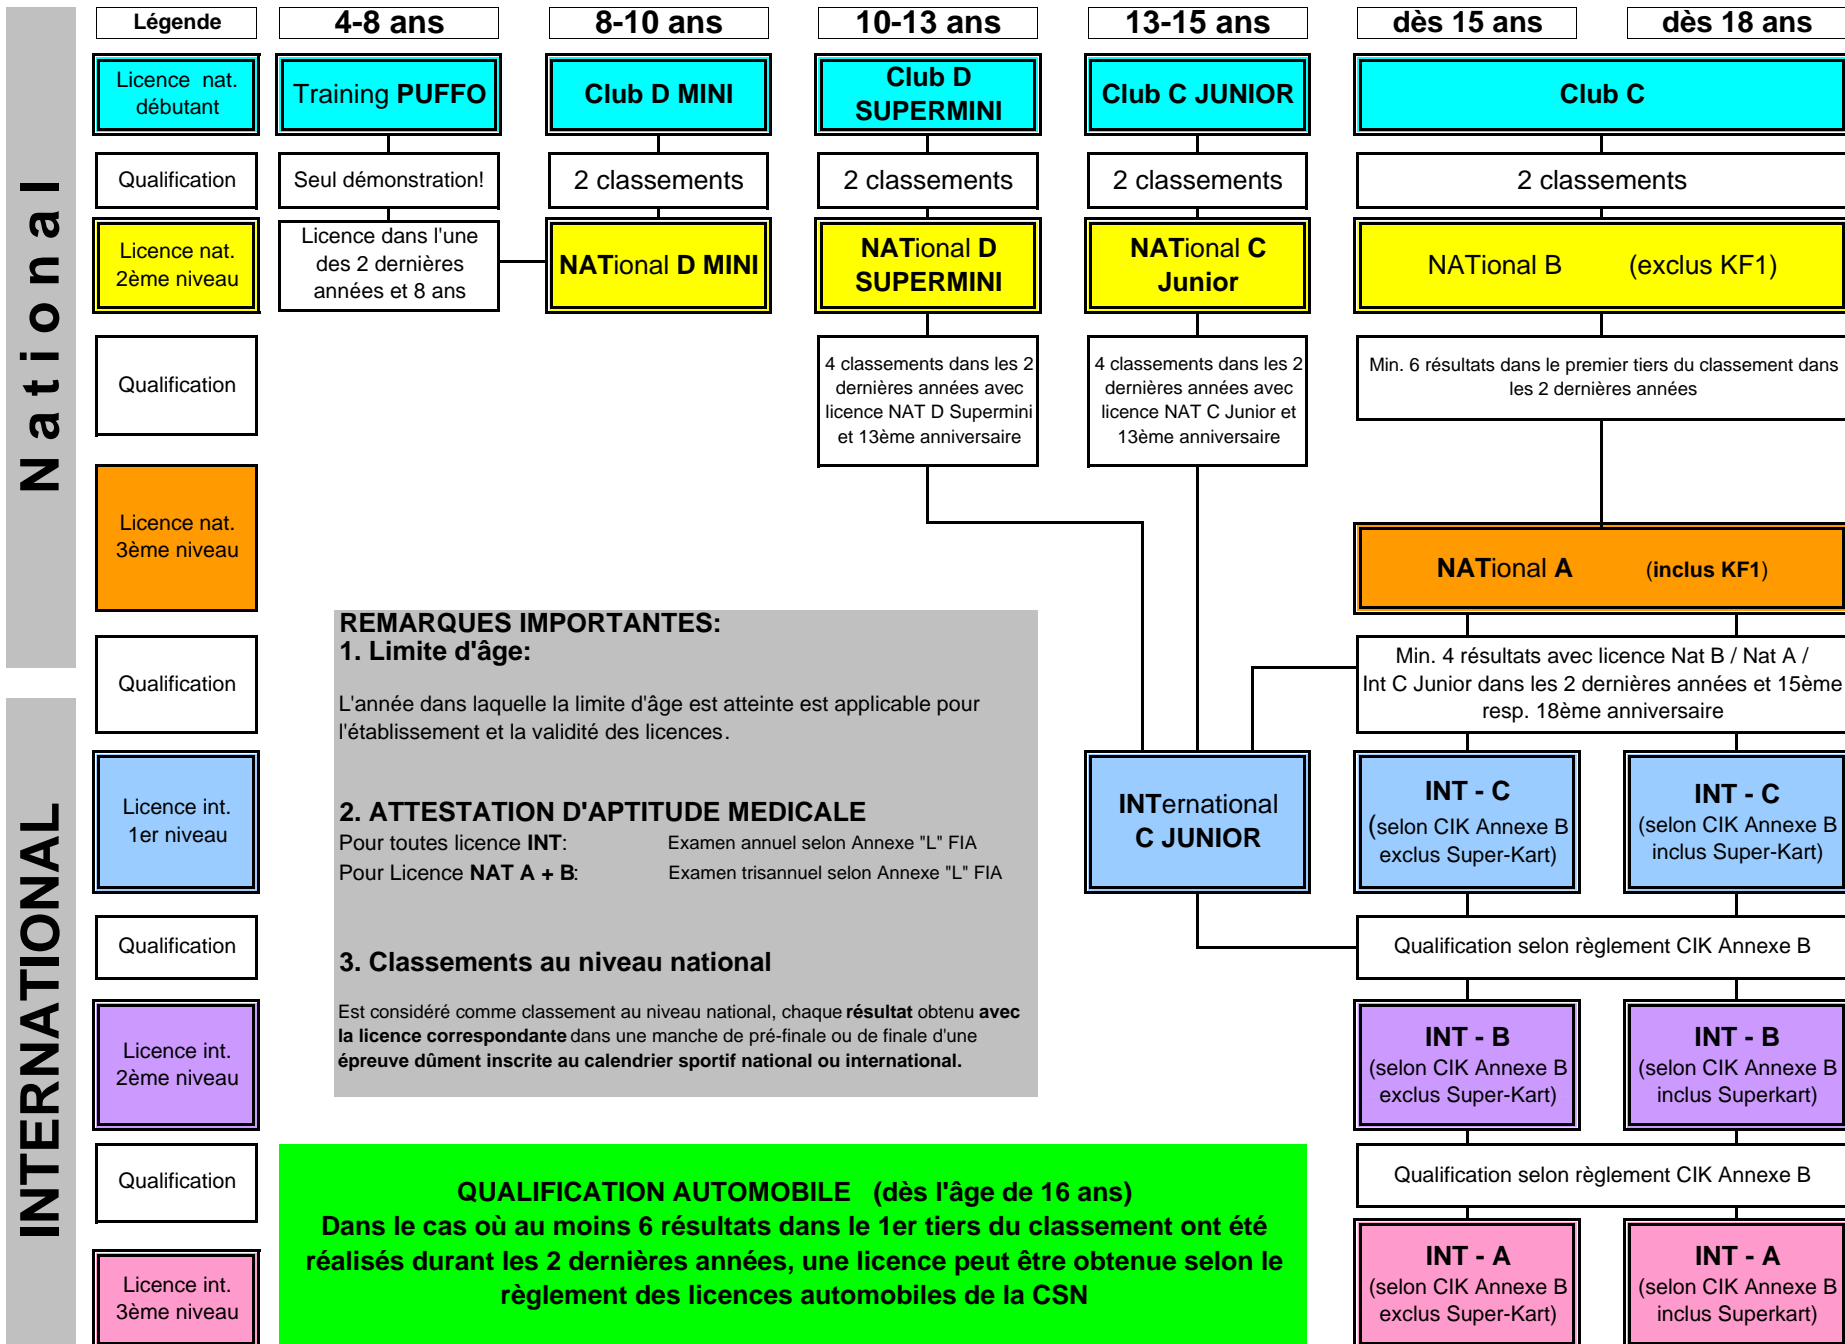 Légende
4-8 ans
8-10 ans
10-13 ans
13-15 ans
dès 15 ans
dès 18 ans
National
Licence nat.
débutant
Training PUFFO
Club D MINI
Club D
SUPERMINI
Club C JUNIOR
Club C
Qualification
Seul démonstration!
2 classements
2 classements
2 classements
2 classements
Licence nat.
2ème niveau
Licence dans l'une
des 2 dernières
années et 8 ans
NATional D MINI
NATional D
SUPERMINI
NATional C
Junior
NATional B (exclus KF1)
Qualification
4 classements dans les 2
dernières années avec
licence NAT D Supermini
et 13ème anniversaire
4 classements dans les 2
dernières années avec
licence NAT C Junior et
13ème anniversaire
Min. 6 résultats dans le premier tiers du classement dans
les 2 dernières années
Licence nat.
3ème niveau
NATional A (inclus KF1)
Qualification
Min. 4 résultats avec licence Nat B / Nat A /
Int C Junior dans les 2 dernières années et 15ème
resp. 18ème anniversaire
REMARQUES IMPORTANTES:
1. Limite d'âge:
L'année dans laquelle la limite d'âge est atteinte est applicable pour
l'établissement et la validité des licences.
2. ATTESTATION D'APTITUDE MEDICALE
Pour toutes licence INT: Examen annuel selon Annexe "L" FIA
Pour Licence NAT A + B: Examen trisannuel selon Annexe "L" FIA
3. Classements au niveau national
Est considéré comme classement au niveau national, chaque résultat obtenu avec
la licence correspondante dans une manche de pré-finale ou de finale d'une
épreuve dûment inscrite au calendrier sportif national ou international.
INTERNATIONAL
Licence int.
1er niveau
INTernational
C JUNIOR
INT - C
(selon CIK Annexe B
exclus Super-Kart)
INT - C
(selon CIK Annexe B
inclus Super-Kart)
Qualification
Qualification selon règlement CIK Annexe B
Licence int.
2ème niveau
INT - B
(selon CIK Annexe B
exclus Super-Kart)
INT - B
(selon CIK Annexe B
inclus Superkart)
Qualification
Qualification selon règlement CIK Annexe B
QUALIFICATION AUTOMOBILE (dès l'âge de 16 ans)
Dans le cas où au moins 6 résultats dans le 1er tiers du classement ont été
réalisés durant les 2 dernières années, une licence peut être obtenue selon le
règlement des licences automobiles de la CSN
Licence int.
3ème niveau
INT - A
(selon CIK Annexe B
exclus Super-Kart)
INT - A
(selon CIK Annexe B
inclus Superkart)